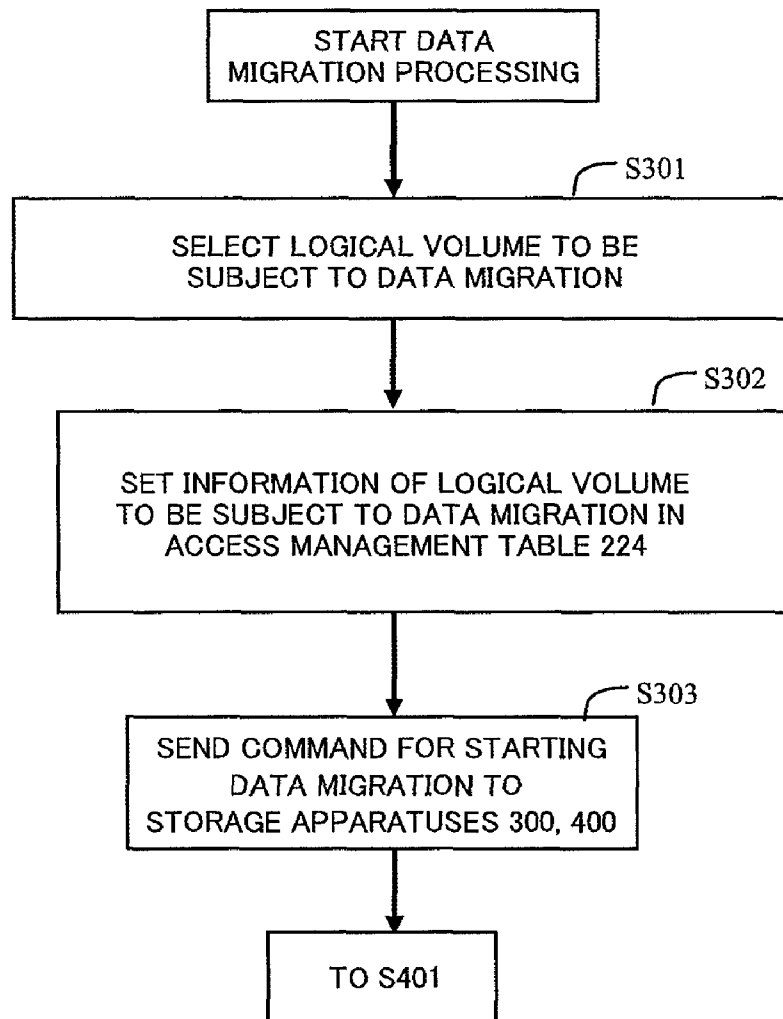 START DATA
MIGRATION PROCESSING
S301
SELECT LOGICAL VOLUME TO BE
SUBJECT TO DATA MIGRATION
S302
SET INFORMATION OF LOGICAL VOLUME
TO BE SUBJECT TO DATA MIGRATION IN
ACCESS MANAGEMENT TABLE 224
S303
SEND COMMAND FOR STARTING
DATA MIGRATION TO
STORAGE APPARATUSES 300, 400
TO S401